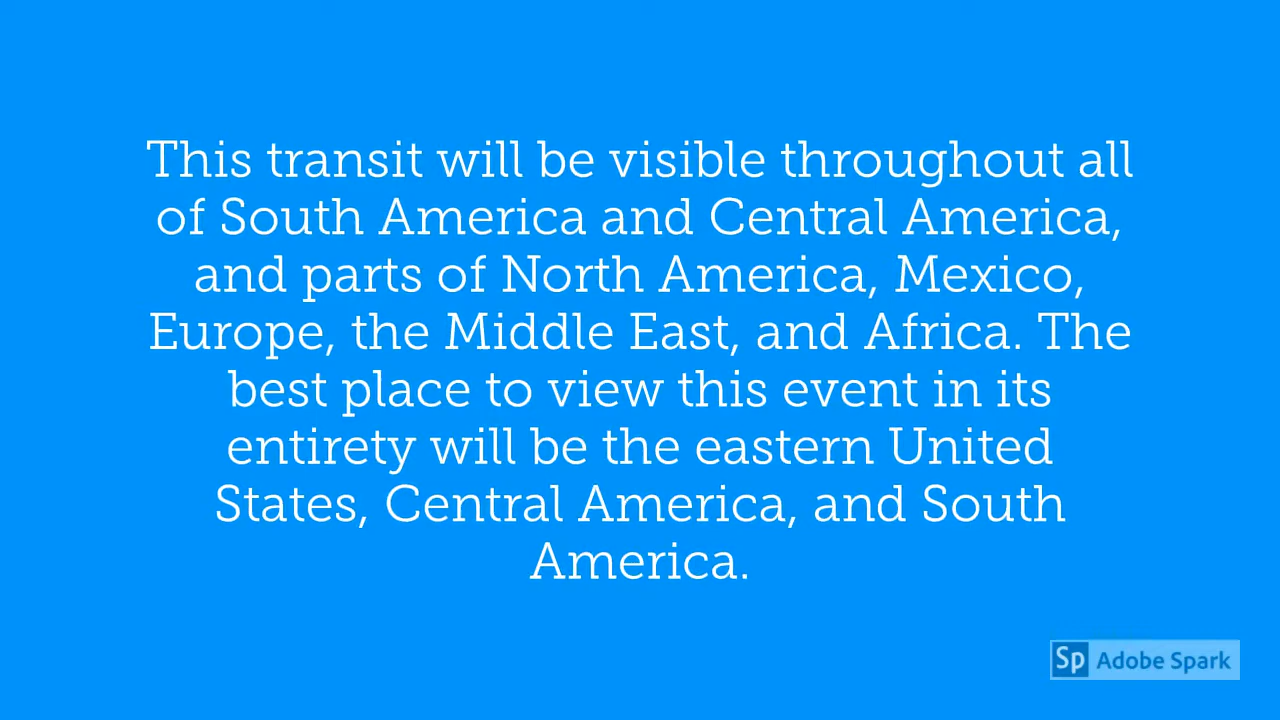 This transit will be visible throughout all
of South America and Central America,
and parts of North America, Mexico,
Europe, the Middle East, and Africa. The
best place to view this event in its
entirety will be the eastern United
States, Central America, and South
America.
Sp Adobe Spark